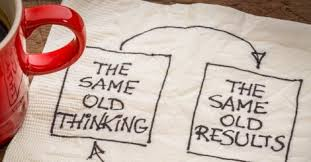 THE
SAME
OLD
THINKING
THE
SAME
OLD
RESULTS